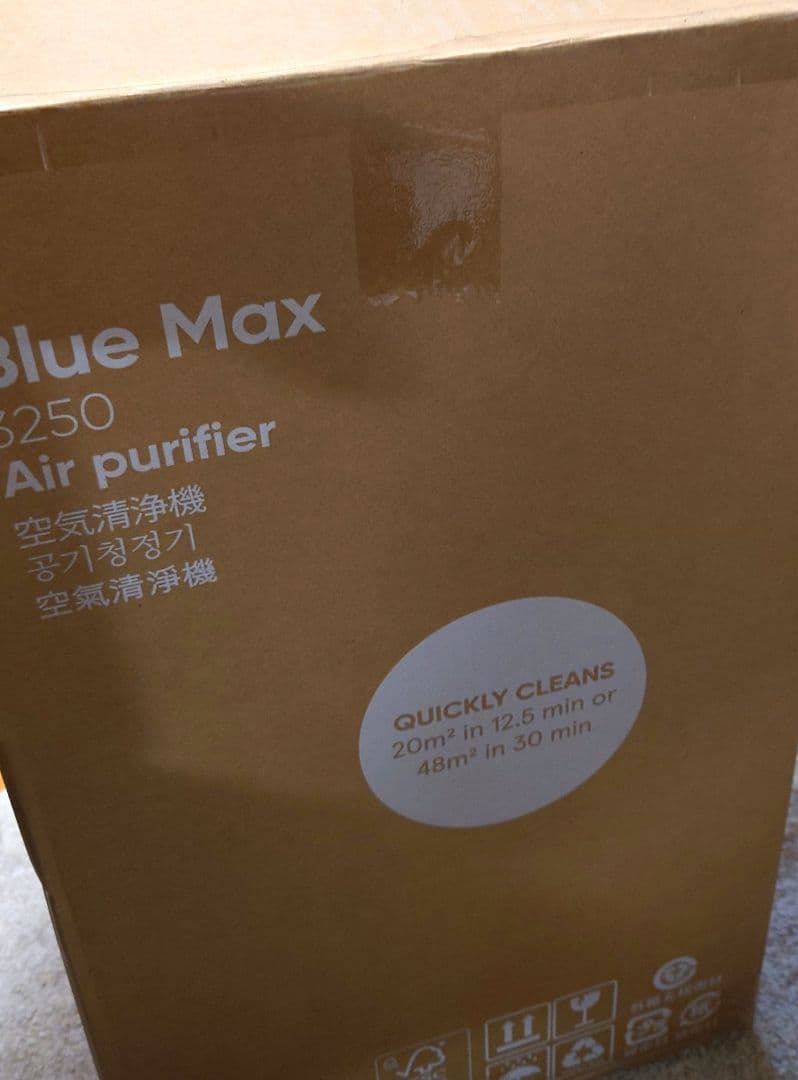 Blue Max
3250
Air purifier
空気清浄機
공기청정기
空氣清淨機
QUICKLY CLEANS
20m² in 12.5 min or
48m² in 30 min